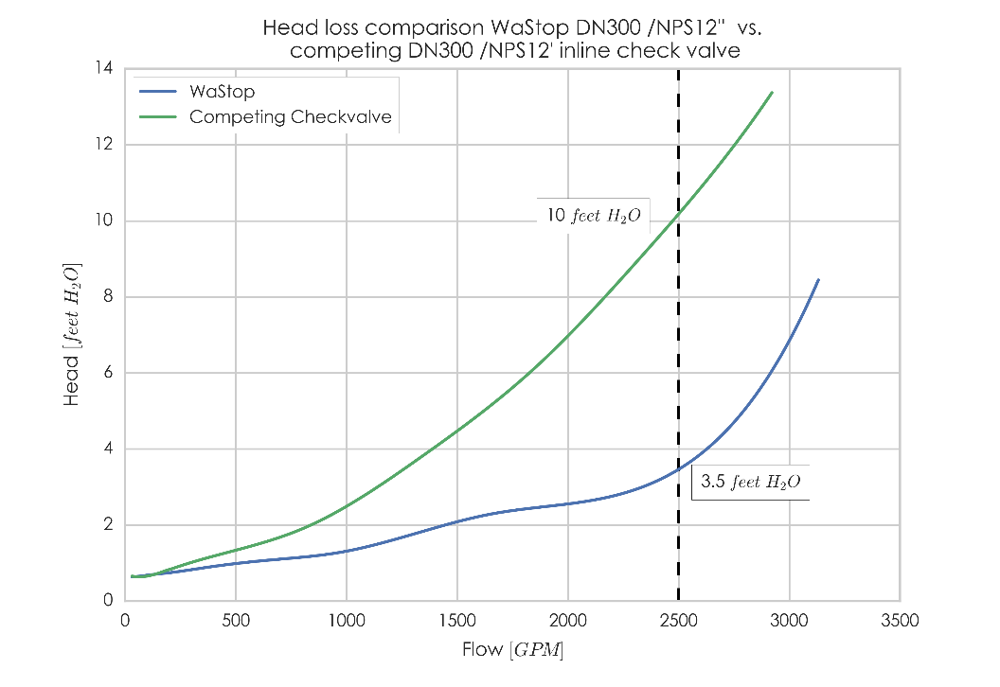 Head loss comparison WaStop DN300 /NPS12" vs.
competing DN300 /NPS12' inline check valve
WaStop
Competing Checkvalve
14
12
10
8
6
4
2
0
Head [feet H₂O]
10 feet H₂O
3.5 feet H₂O
0 500 1000 1500 2000 2500 3000 3500
Flow [GPM]